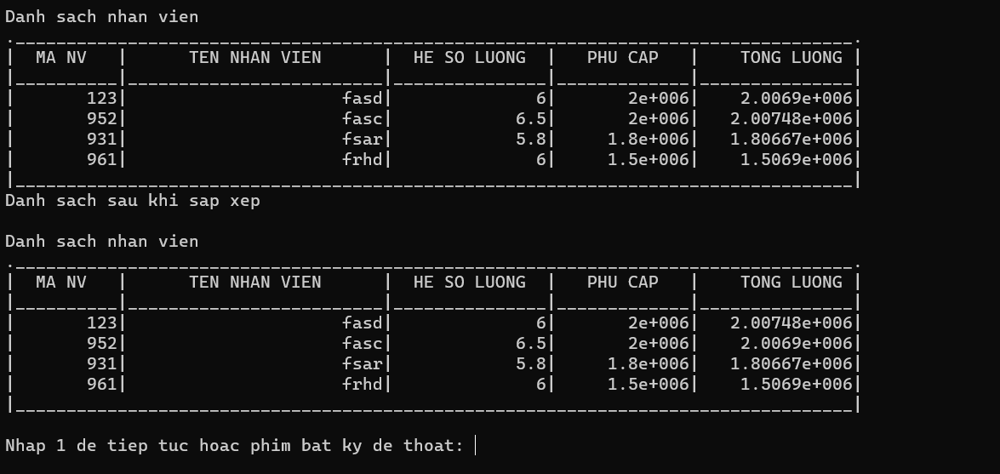 Danh sach nhan vien
.__________________________________________________________________________________.
|  MA NV   |      TEN NHAN VIEN      |  HE SO LUONG  |   PHU CAP   |    TONG LUONG |
|__________|_________________________|_______________|_____________|_______________|
|       123|                     fasd|              6|       2e+006|    2.0069e+006|
|       952|                     fasc|            6.5|       2e+006|   2.00748e+006|
|       931|                     fsar|            5.8|     1.8e+006|   1.80667e+006|
|       961|                     frhd|              6|     1.5e+006|    1.5069e+006|
|__________________________________________________________________________________|
Danh sach sau khi sap xep
Danh sach nhan vien
.__________________________________________________________________________________.
|  MA NV   |      TEN NHAN VIEN      |  HE SO LUONG  |   PHU CAP   |    TONG LUONG |
|__________|_________________________|_______________|_____________|_______________|
|       123|                     fasd|              6|       2e+006|   2.00748e+006|
|       952|                     fasc|            6.5|       2e+006|    2.0069e+006|
|       931|                     fsar|            5.8|     1.8e+006|   1.80667e+006|
|       961|                     frhd|              6|     1.5e+006|    1.5069e+006|
|__________________________________________________________________________________|
Nhap 1 de tiep tuc hoac phim bat ky de thoat: